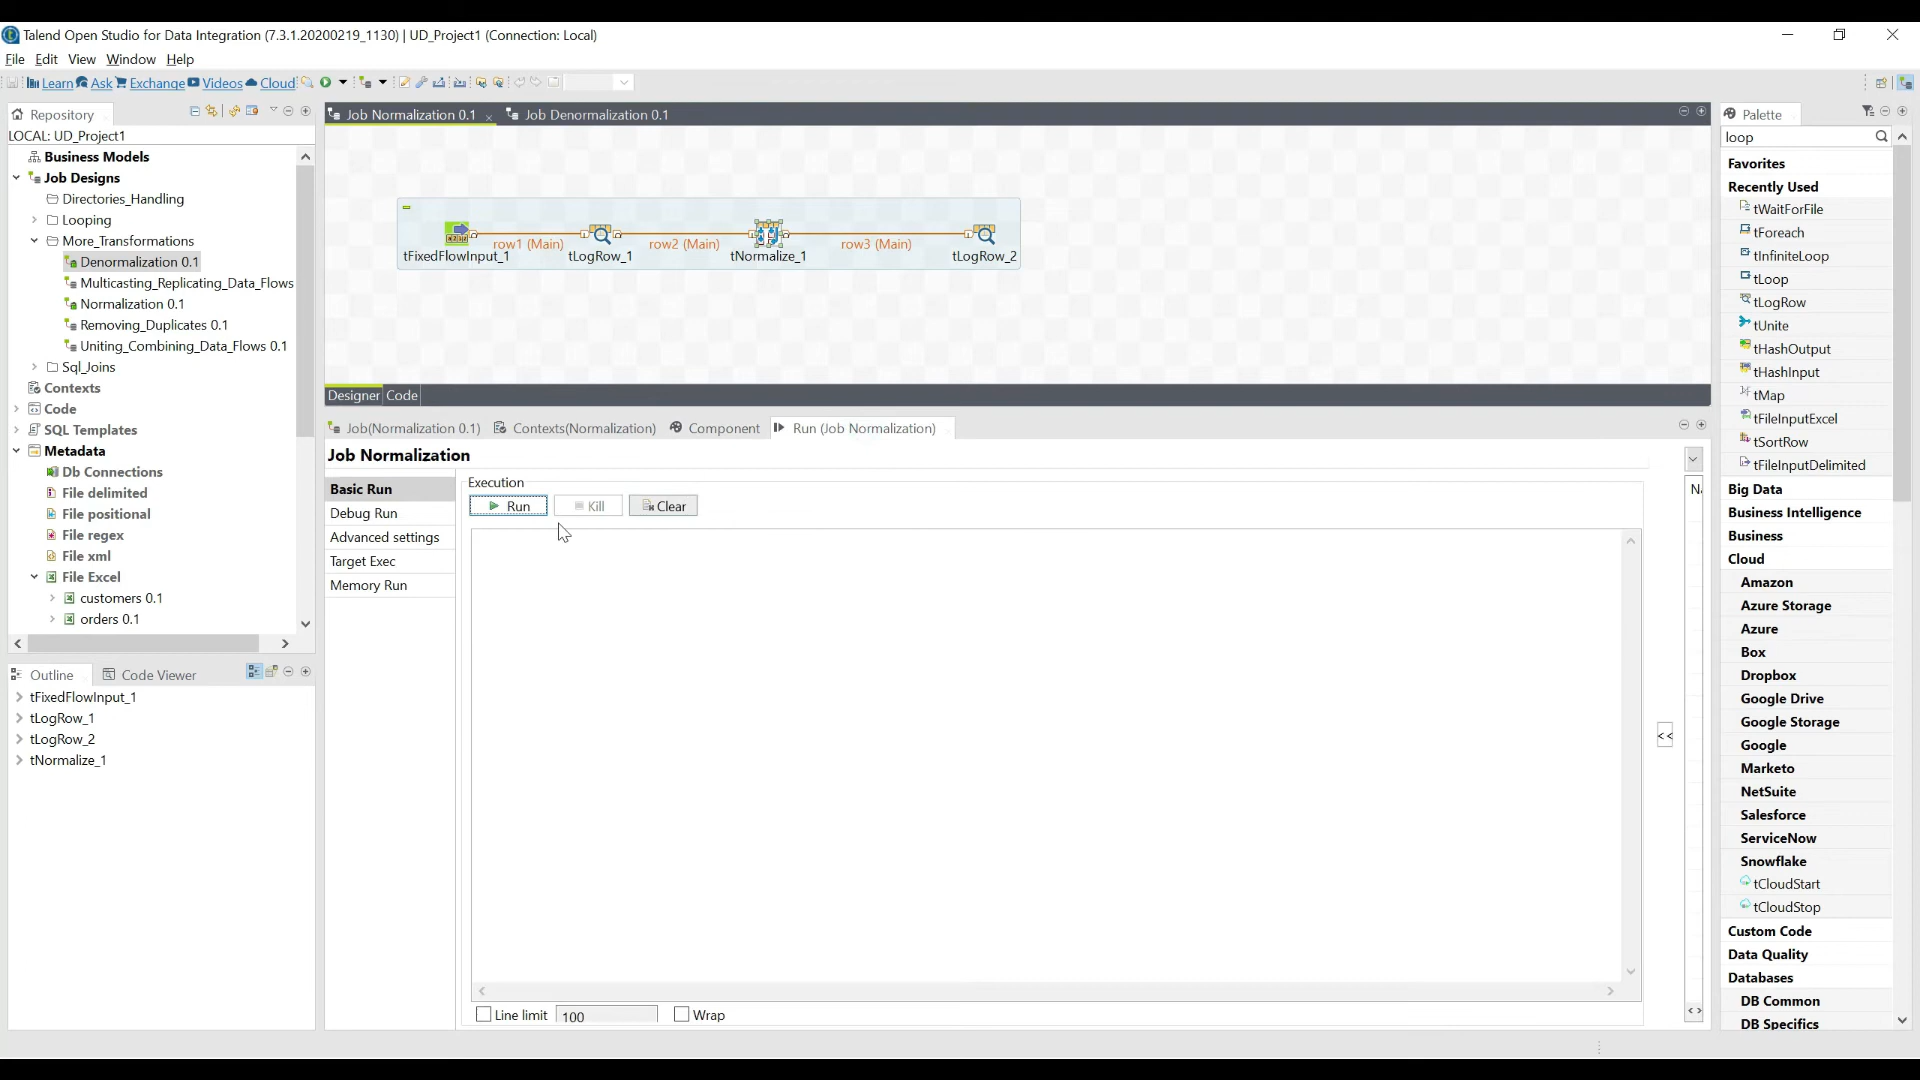 Talend Open Studio for Data Integration (7.3.1.20200219_1130) | UD_Project1 (Connection: Local)
File Edit View Window Help
Learn Ask Exchange Videos Cloud
Repository
LOCAL: UD_Project1
Business Models
Job Designs
Directories_Handling
Looping
More_Transformations
Denormalization 0.1
Multicasting_Replicating_Data_Flows
Normalization 0.1
Removing_Duplicates 0.1
Uniting_Combining_Data_Flows 0.1
Sql_Joins
Contexts
Code
SQL Templates
Metadata
Db Connections
File delimited
File positional
File regex
File xml
File Excel
customers 0.1
orders 0.1
Outline Code Viewer
tFixedFlowInput_1
tLogRow_1
tLogRow_2
tNormalize_1
Job Normalization 0.1 Job Denormalization 0.1
row1 (Main) row2 (Main) row3 (Main)
tFixedFlowInput_1 tLogRow_1 tNormalize_1 tLogRow_2
Designer Code
Job(Normalization 0.1) Contexts(Normalization) Component Run (Job Normalization)
Job Normalization
Basic Run
Debug Run
Advanced settings
Target Exec
Memory Run
Execution
Run Kill Clear
<<
< >
Line limit 100 Wrap
Palette
loop
Favorites
Recently Used
tWaitForFile
tForeach
tInfiniteLoop
tLoop
tLogRow
tUnite
tHashOutput
tHashInput
tMap
tFileInputExcel
tSortRow
tFileInputDelimited
Big Data
Business Intelligence
Business
Cloud
Amazon
Azure Storage
Azure
Box
Dropbox
Google Drive
Google Storage
Google
Marketo
NetSuite
Salesforce
ServiceNow
Snowflake
tCloudStart
tCloudStop
Custom Code
Data Quality
Databases
DB Common
DB Specifics